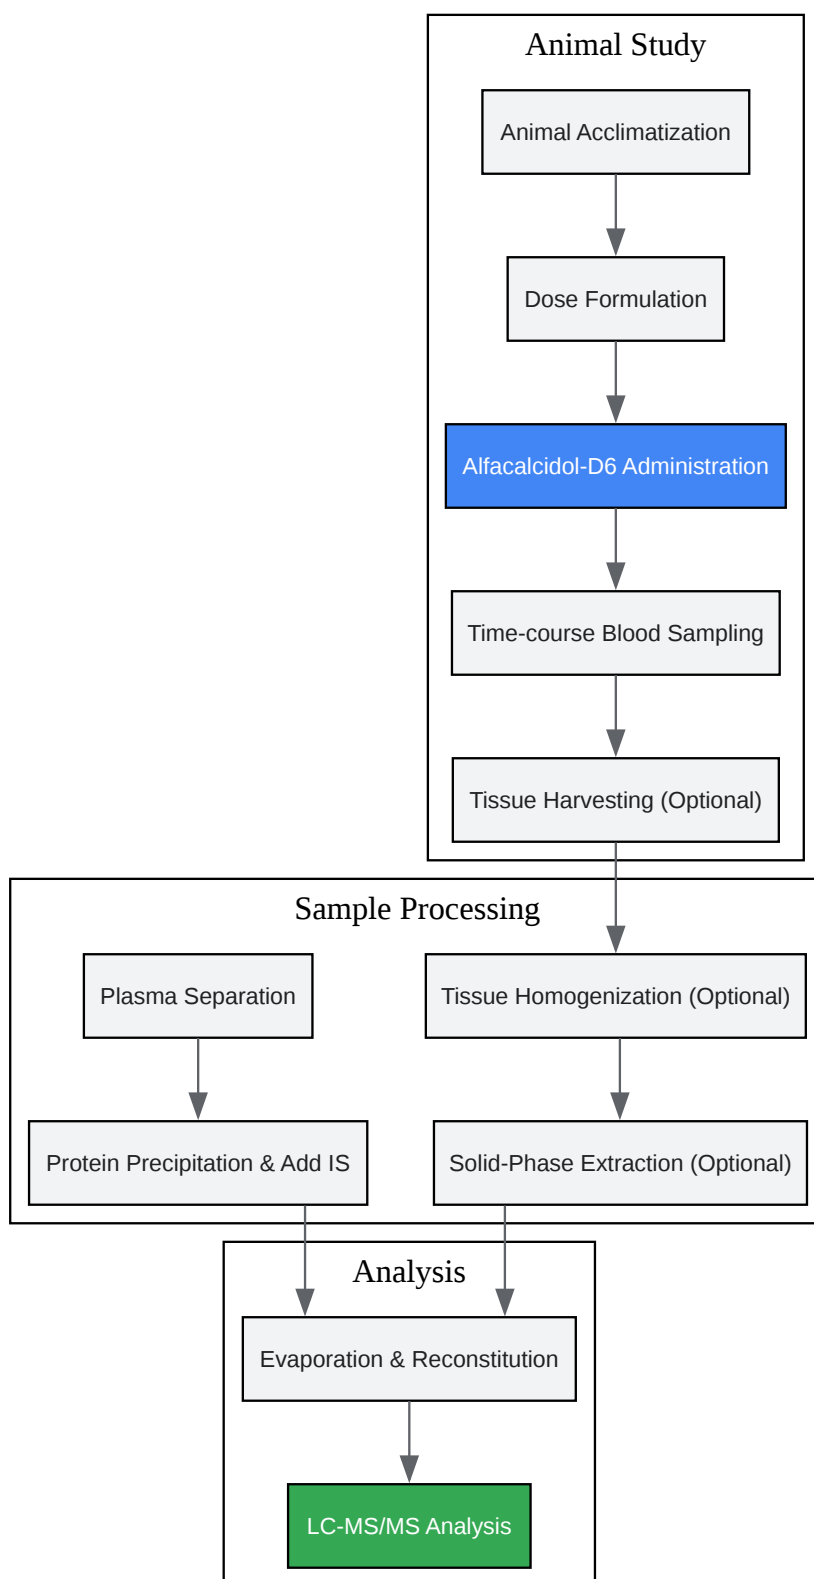 Animal Study
Animal Acclimatization
Dose Formulation
Alfacalcidol-D6 Administration
Time-course Blood Sampling
Tissue Harvesting (Optional)
Sample Processing
Plasma Separation
Tissue Homogenization (Optional)
Protein Precipitation & Add IS
Solid-Phase Extraction (Optional)
Analysis
Evaporation & Reconstitution
LC-MS/MS Analysis